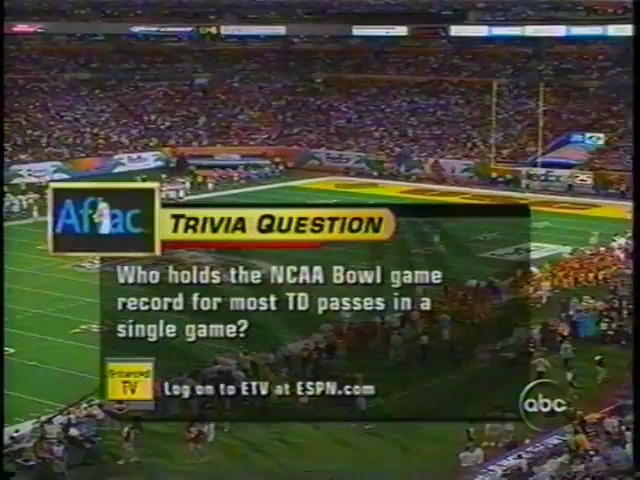 Aflac
TRIVIA QUESTION
Who holds the NCAA Bowl game
record for most TD passes in a
single game?
Enhanced
TV
Log on to ETV at ESPN.com
abc
FedEx